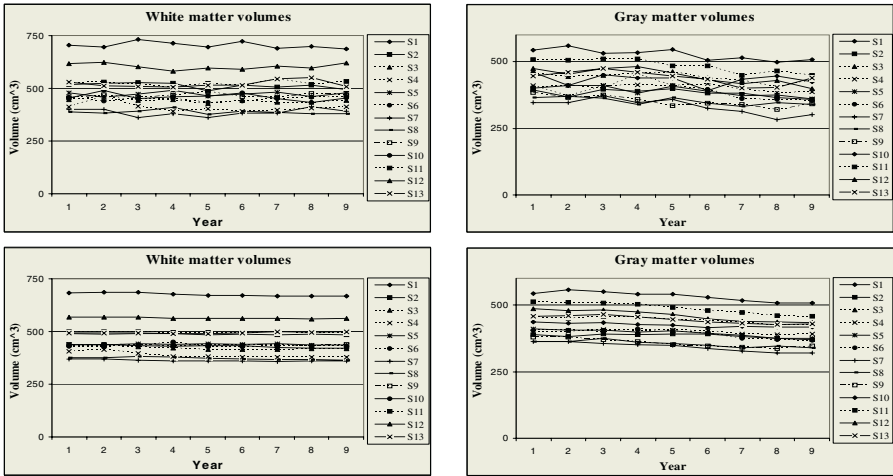 White matter volumes
Volume (cm^3)
750
500
250
0
1 2 3 4 5 6 7 8 9
Year
S1
S2
S3
S4
S5
S6
S7
S8
S9
S10
S11
S12
S13
Gray matter volumes
Volume (cm^3)
500
250
0
1 2 3 4 5 6 7 8 9
Year
S1
S2
S3
S4
S5
S6
S7
S8
S9
S10
S11
S12
S13
White matter volumes
Volume (cm^3)
750
500
250
0
1 2 3 4 5 6 7 8 9
Year
S1
S2
S3
S4
S5
S6
S7
S8
S9
S10
S11
S12
S13
Gray matter volumes
Volume (cm^3)
500
250
0
1 2 3 4 5 6 7 8 9
Year
S1
S2
S3
S4
S5
S6
S7
S8
S9
S10
S11
S12
S13